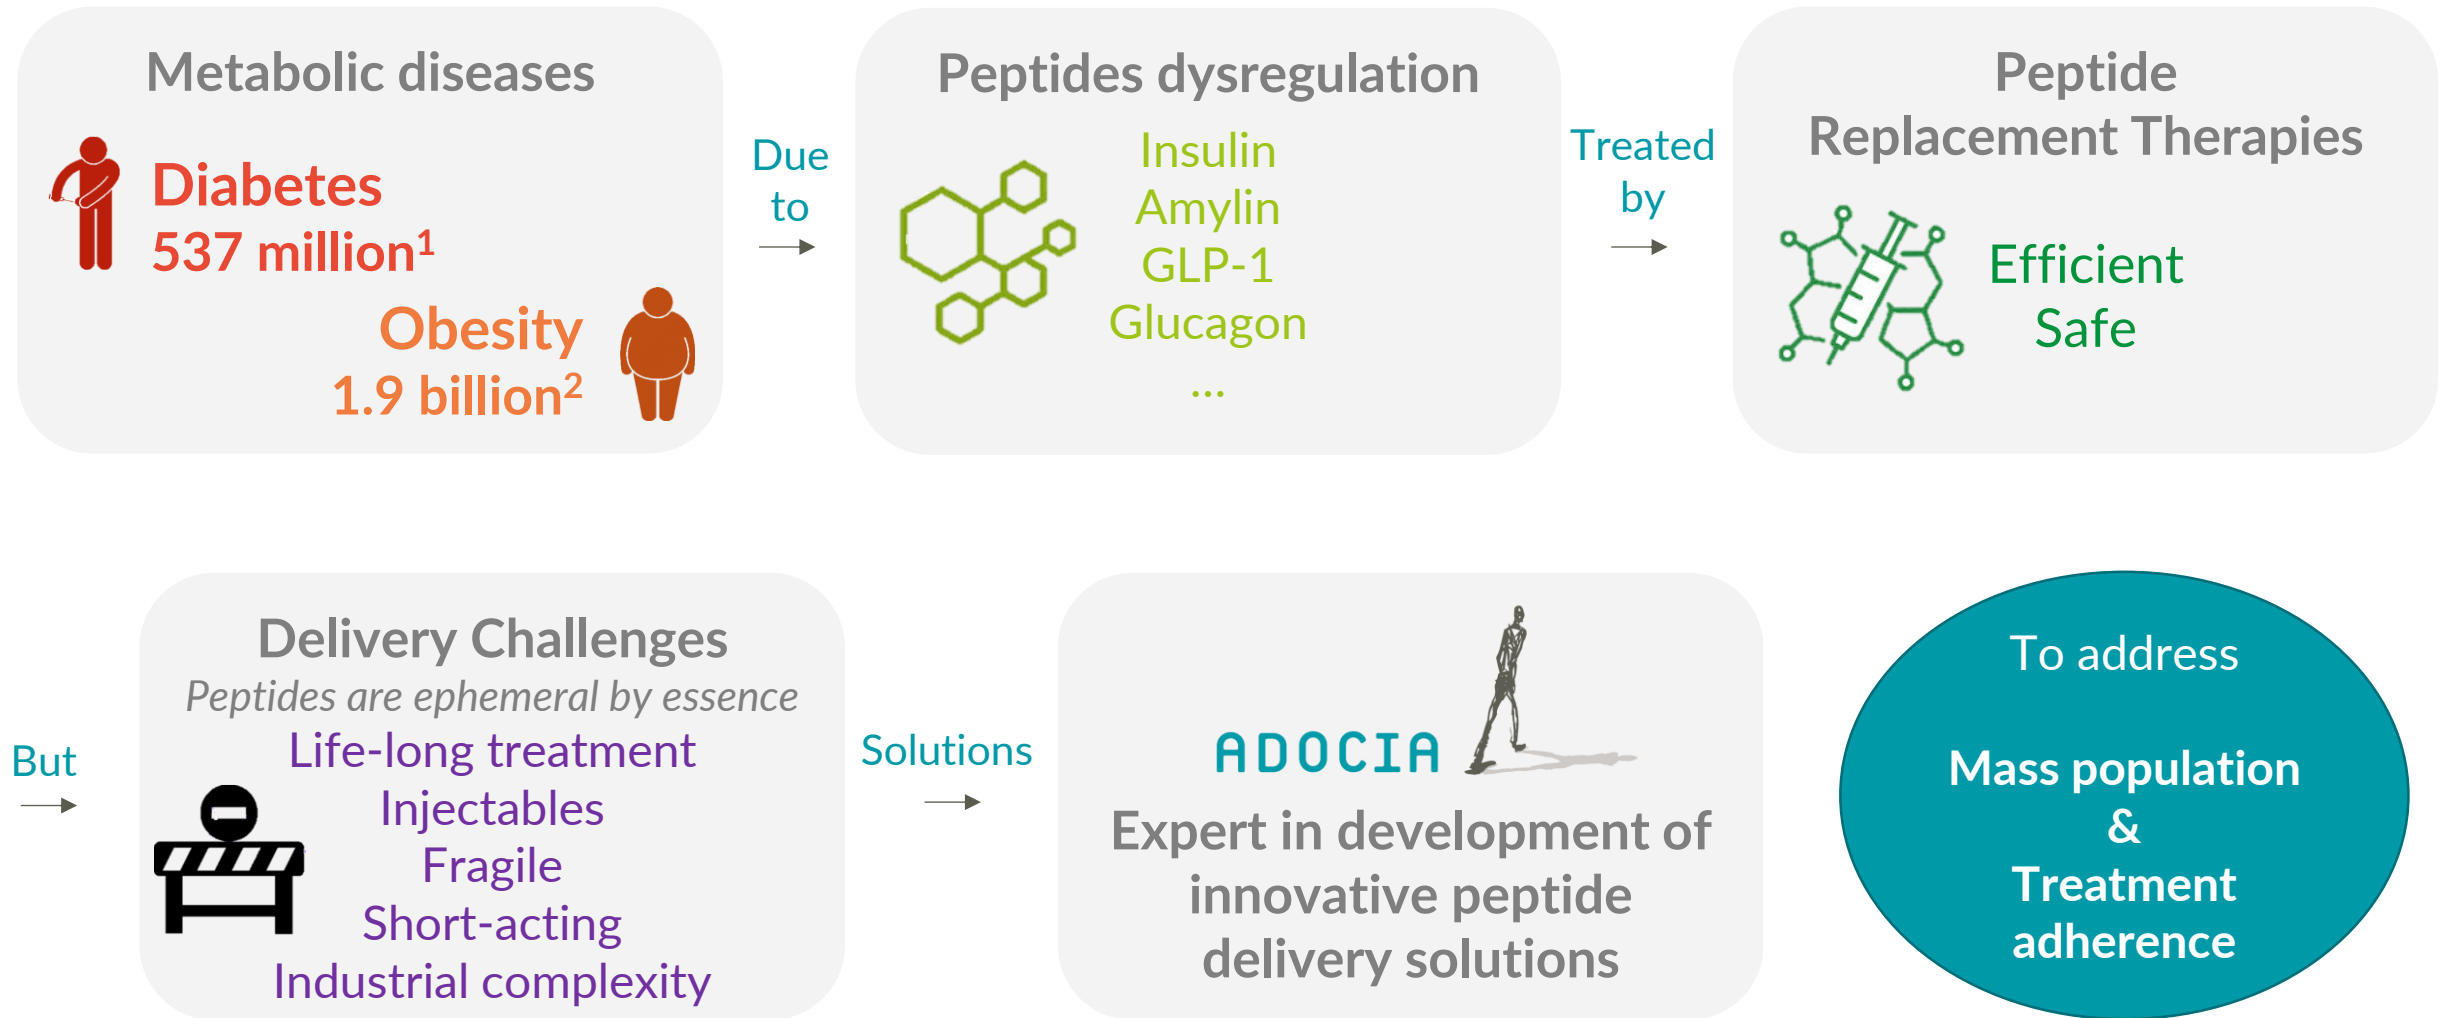 Metabolic diseases
Diabetes
537 million¹
Obesity
1.9 billion²
Due
to
Peptides dysregulation
Insulin
Amylin
GLP-1
Glucagon
...
Treated
by
Peptide
Replacement Therapies
Efficient
Safe
But
Delivery Challenges
Peptides are ephemeral by essence
Life-long treatment
Injectables
Fragile
Short-acting
Industrial complexity
Solutions
ADOCIA
Expert in development of
innovative peptide
delivery solutions
To address
Mass population
&
Treatment
adherence